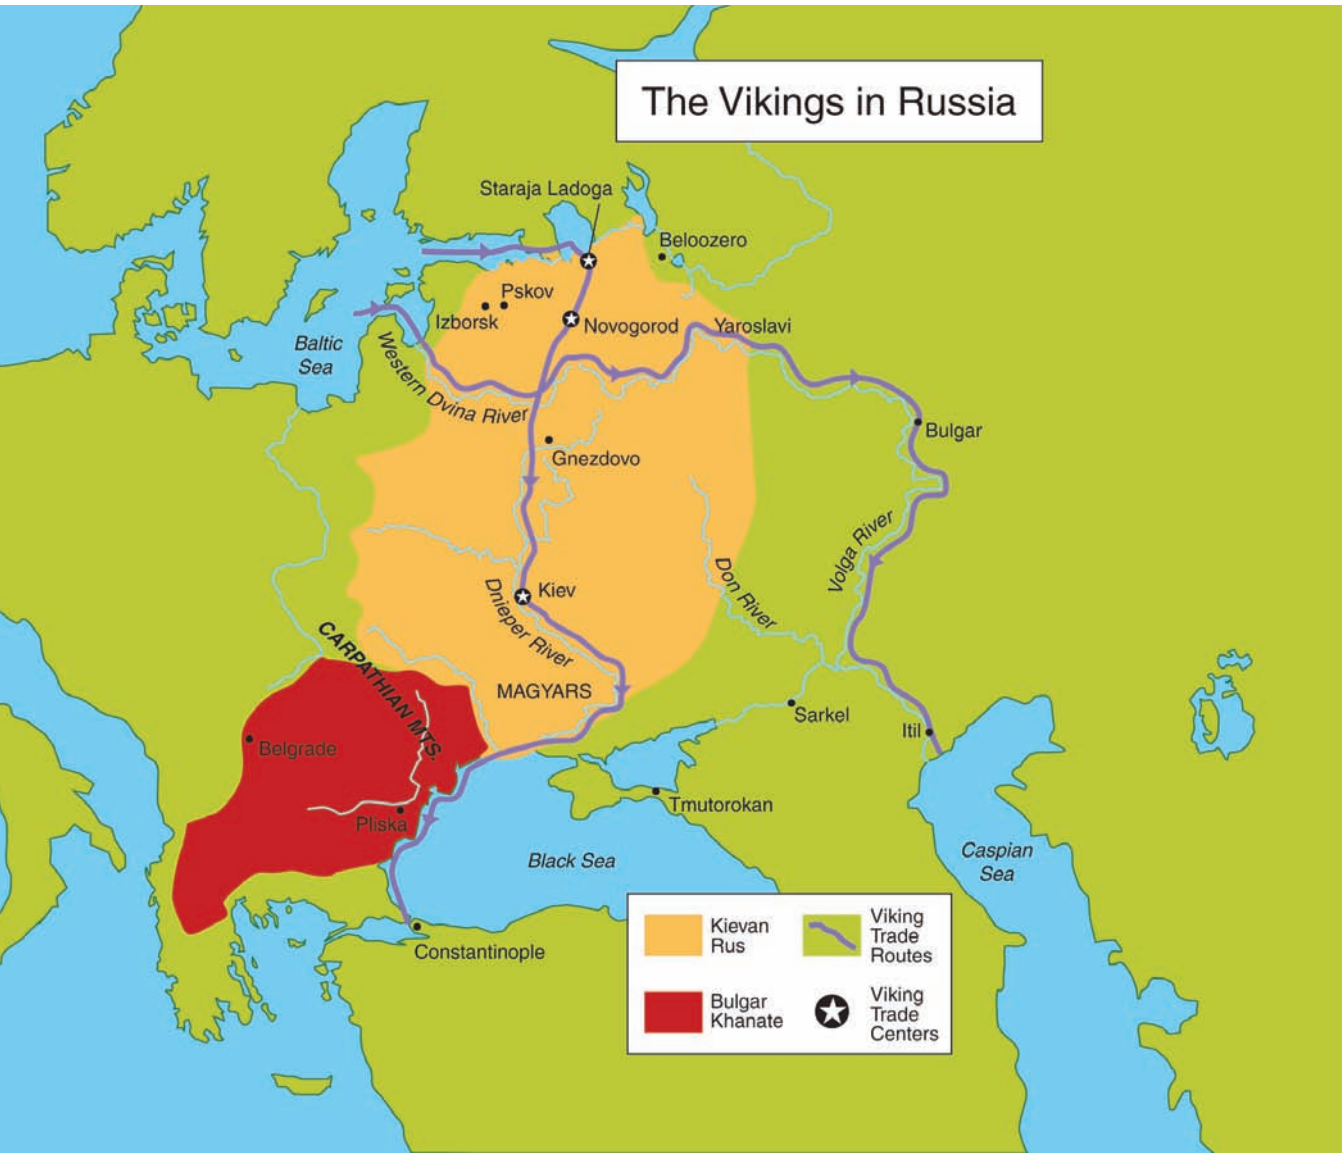 The Vikings in Russia
Staraja Ladoga
Beloozero
Pskov
Izborsk
Novogorod
Yaroslavi
Baltic
Sea
Western Dvina River
Bulgar
Gnezdovo
Volga River
Don River
Kiev
Dnieper River
CARPATHIAN MTS.
MAGYARS
Sarkel
Itil
Belgrade
Tmutorokan
Pliska
Black Sea
Caspian
Sea
Constantinople
Kievan
Rus
Viking
Trade
Routes
Bulgar
Khanate
Viking
Trade
Centers